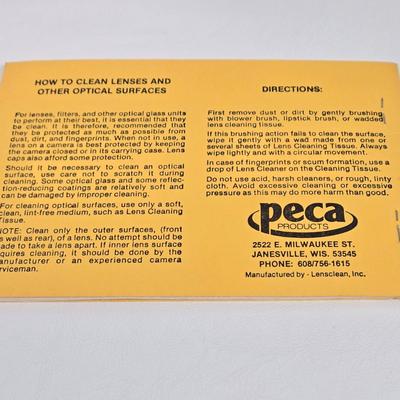 HOW TO CLEAN LENSES AND
OTHER OPTICAL SURFACES
For lenses, filters, and other optical glass units
to perform at their best, it is essential that they
be clean. It is therefore, recommended that
they be protected as much as possible from
dust, dirt, and fingerprints. When not in use, a
lens on a camera is best protected by keeping
the camera closed or in its carrying case. Lens
caps also afford some protection.
Should it be necessary to clean an optical
surface, use care not to scratch it during
cleaning. Some optical glass and some reflec-
tion-reducing coatings are relatively soft and
can be damaged by improper cleaning.
For cleaning optical surfaces, use only a soft,
clean, lint-free medium, such as Lens Cleaning
Tissue.
NOTE: Clean only the outer surfaces, (front
as well as rear), of a lens. No attempt should be
made to take a lens apart. If inner lens surface
requires cleaning, it should be done by the
manufacturer or an experienced camera
serviceman.
DIRECTIONS:
First remove dust or dirt by gently brushing
with blower brush, lipstick brush, or wadded
lens cleaning tissue.
If this brushing action fails to clean the surface,
wipe it gently with a wad made from one or
several sheets of Lens Cleaning Tissue. Always
wipe lightly with circular movement.
In case of fingerprints or scum formation, use a
drop of Lens Cleaner on the Cleaning Tissue.
Do not use acid, harsh cleaners, or rough, linty
cloth. Avoid excessive cleaning or excessive
pressure as this may do more harm than good.
peca
PRODUCTS
2522 E. MILWAUKEE ST.
JANESVILLE, WIS. 53545
PHONE: 608/756-1615
Manufactured by - Lensclean, Inc.